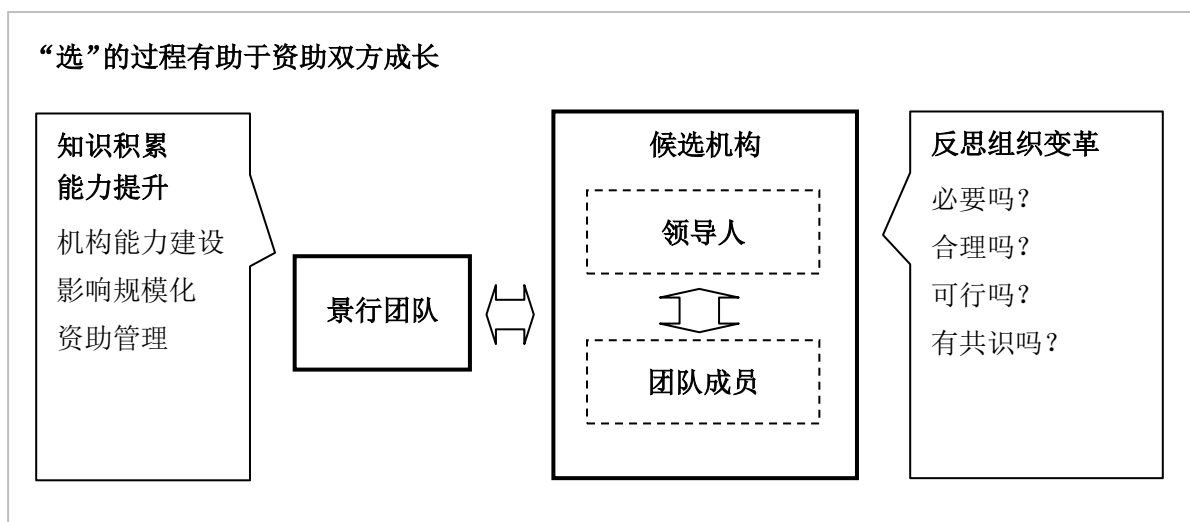 “选”的过程有助于资助双方成长
知识积累
能力提升
机构能力建设
影响规模化
资助管理
景行团队
候选机构
领导人
团队成员
反思组织变革
必要吗？
合理吗？
可行吗？
有共识吗？